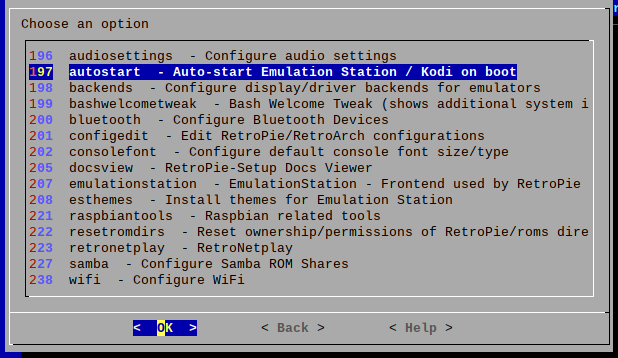 Choose an option
196 audiosettings - Configure audio settings
197 autostart - Auto-start Emulation Station / Kodi on boot
198 backends - Configure display/driver backends for emulators
199 bashwelcometweak - Bash Welcome Tweak (shows additional system i
200 bluetooth - Configure Bluetooth Devices
201 configedit - Edit RetroPie/RetroArch configurations
202 consolefont - Configure default console font size/type
205 docsview - RetroPie-Setup Docs Viewer
207 emulationstation - EmulationStation - Frontend used by RetroPie
208 esthemes - Install themes for Emulation Station
221 raspbiantools - Raspbian related tools
222 resetromdirs - Reset ownership/permissions of RetroPie/roms dire
223 retronetplay - RetroNetplay
227 samba - Configure Samba ROM Shares
238 wifi - Configure WiFi
< OK > < Back > < Help >